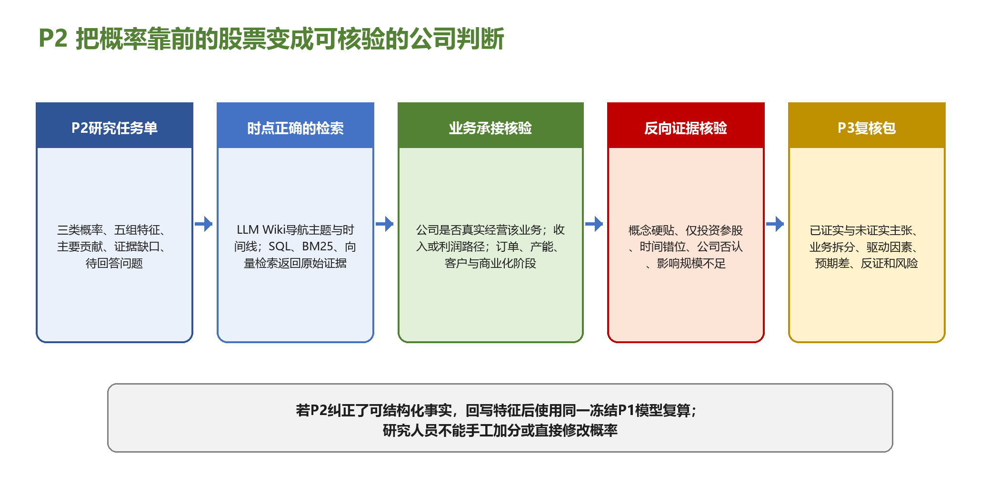 P2 把概率靠前的股票变成可核验的公司判断
P2研究任务单
三类概率、五组特征、
主要贡献、证据缺口、
待回答问题
时点正确的检索
LLM Wiki导航主题与时
间线；SQL、BM25、向
量检索返回原始证据
业务承接核验
公司是否真实经营该业务；收
入或利润路径；订单、产能、
客户与商业化阶段
反向证据核验
概念硬贴、仅投资参股
、时间错位、公司否认
、影响规模不足
P3复核包
已证实与未证实主张、
业务拆分、驱动因素、
预期差、反证和风险
若P2纠正了可结构化事实，回写特征后使用同一冻结P1模型复算；
研究人员不能手工加分或直接修改概率